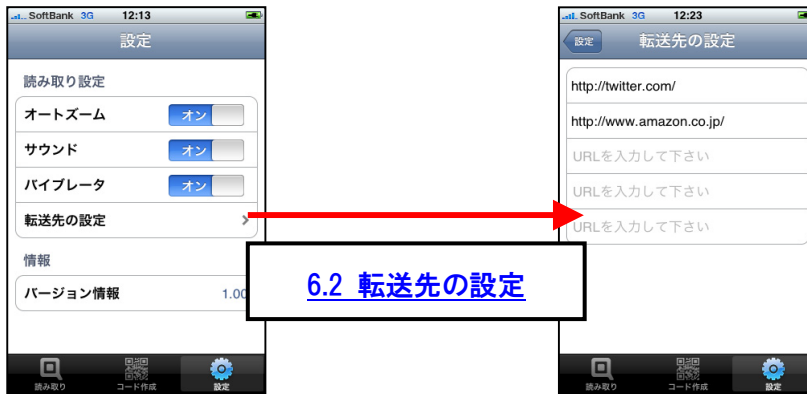 SoftBank 3G 12:13
設定
読み取り設定
オートズーム オン
サウンド オン
バイブレータ オン
転送先の設定
情報
バージョン情報 1.00
読み取り コード作成 設定
6.2 転送先の設定
SoftBank 3G 12:23
設定 転送先の設定
http://twitter.com/
http://www.amazon.co.jp/
URLを入力して下さい
URLを入力して下さい
URLを入力して下さい
読み取り コード作成 設定